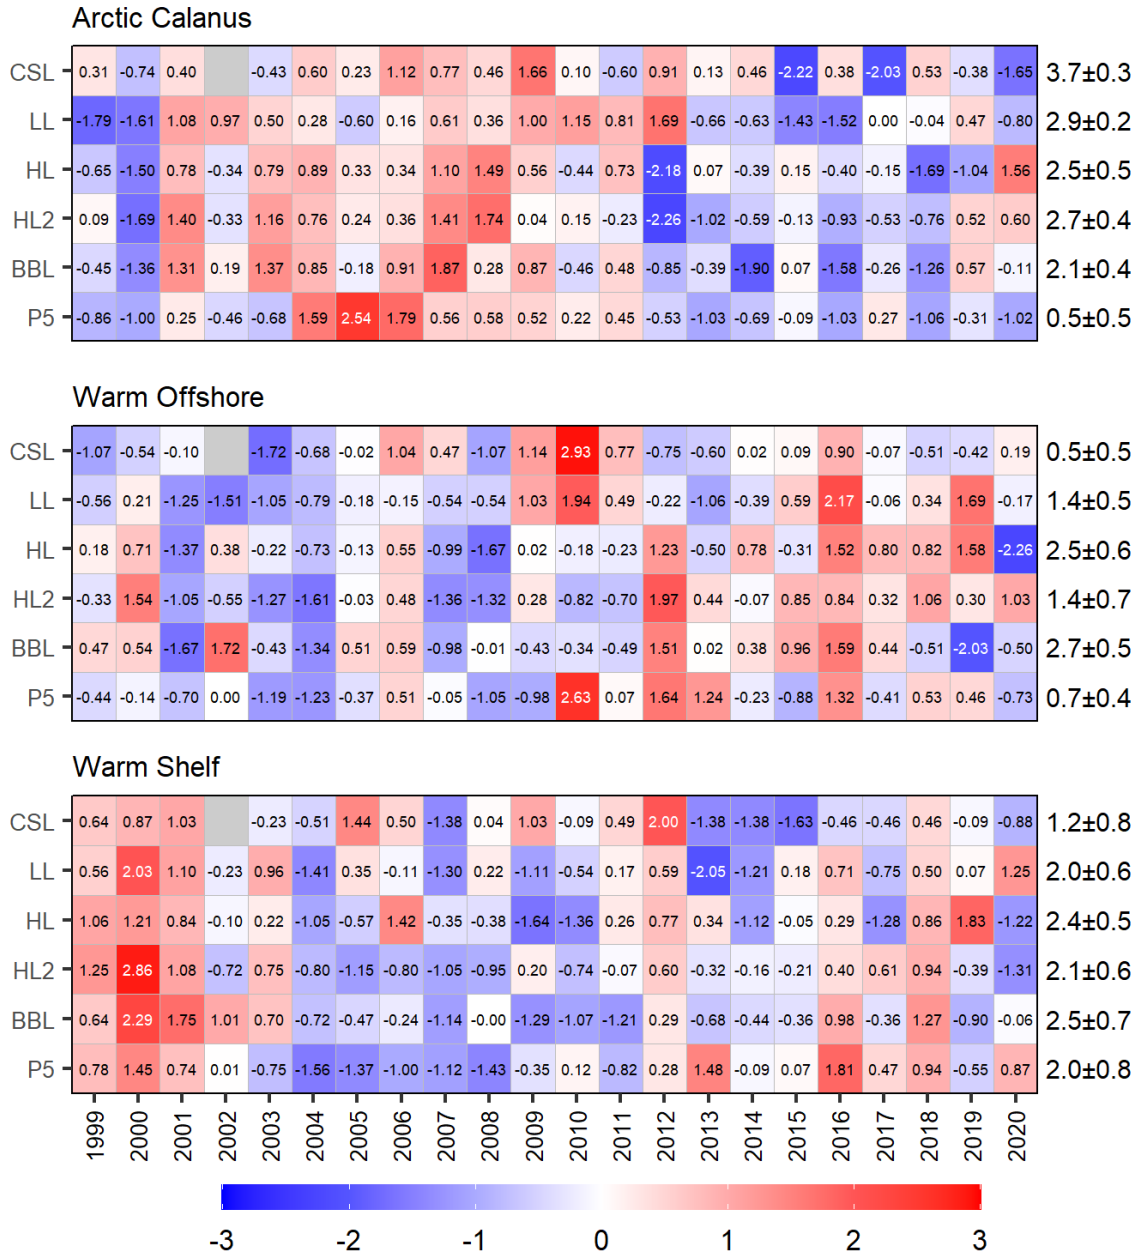 Arctic Calanus
CSL 0.31 -0.74 0.40 -0.43 0.60 0.23 1.12 0.77 0.46 1.66 0.10 -0.60 0.91 0.13 0.46 -2.22 0.38 -2.03 0.53 -0.38 -1.65 3.7±0.3
LL -1.79 -1.61 1.08 0.97 0.50 0.28 -0.60 0.16 0.61 0.36 1.00 1.15 0.81 1.69 -0.66 -0.63 -1.43 -1.52 0.00 -0.04 0.47 -0.80 2.9±0.2
HL -0.65 -1.50 0.78 -0.34 0.79 0.89 0.33 0.34 1.10 1.49 0.56 -0.44 0.73 -2.18 0.07 -0.39 0.15 -0.40 -0.15 -1.69 -1.04 1.56 2.5±0.5
HL2 0.09 -1.69 1.40 -0.33 1.16 0.76 0.24 0.36 1.41 1.74 0.04 0.15 -0.23 -2.26 -1.02 -0.59 -0.13 -0.93 -0.53 -0.76 0.52 0.60 2.7±0.4
BBL -0.45 -1.36 1.31 0.19 1.37 0.85 -0.18 0.91 1.87 0.28 0.87 -0.46 0.48 -0.85 -0.39 -1.90 0.07 -1.58 -0.26 -1.26 0.57 -0.11 2.1±0.4
P5 -0.86 -1.00 0.25 -0.46 -0.68 1.59 2.54 1.79 0.56 0.58 0.52 0.22 0.45 -0.53 -1.03 -0.69 -0.09 -1.03 0.27 -1.06 -0.31 -1.02 0.5±0.5
Warm Offshore
CSL -1.07 -0.54 -0.10 -1.72 -0.68 -0.02 1.04 0.47 -1.07 1.14 2.93 0.77 -0.75 -0.60 0.02 0.09 0.90 -0.07 -0.51 -0.42 0.19 0.5±0.5
LL -0.56 0.21 -1.25 -1.51 -1.05 -0.79 -0.18 -0.15 -0.54 -0.54 1.03 1.94 0.49 -0.22 -1.06 -0.39 0.59 2.17 -0.06 0.34 1.69 -0.17 1.4±0.5
HL 0.18 0.71 -1.37 0.38 -0.22 -0.73 -0.13 0.55 -0.99 -1.67 0.02 -0.18 -0.23 1.23 -0.50 0.78 -0.31 1.52 0.80 0.82 1.58 -2.26 2.5±0.6
HL2 -0.33 1.54 -1.05 -0.55 -1.27 -1.61 -0.03 0.48 -1.36 -1.32 0.28 -0.82 -0.70 1.97 0.44 -0.07 0.85 0.84 0.32 1.06 0.30 1.03 1.4±0.7
BBL 0.47 0.54 -1.67 1.72 -0.43 -1.34 0.51 0.59 -0.98 -0.01 -0.43 -0.34 -0.49 1.51 0.02 0.38 0.96 1.59 0.44 -0.51 -2.03 -0.50 2.7±0.5
P5 -0.44 -0.14 -0.70 0.00 -1.19 -1.23 -0.37 0.51 -0.05 -1.05 -0.98 2.63 0.07 1.64 1.24 -0.23 -0.88 1.32 -0.41 0.53 0.46 -0.73 0.7±0.4
Warm Shelf
CSL 0.64 0.87 1.03 -0.23 -0.51 1.44 0.50 -1.38 0.04 1.03 -0.09 0.49 2.00 -1.38 -1.38 -1.63 -0.46 -0.46 0.46 -0.09 -0.88 1.2±0.8
LL 0.56 2.03 1.10 -0.23 0.96 -1.41 0.35 -0.11 -1.30 0.22 -1.11 -0.54 0.17 0.59 -2.05 -1.21 0.18 0.71 -0.75 0.50 0.07 1.25 2.0±0.6
HL 1.06 1.21 0.84 -0.10 0.22 -1.05 -0.57 1.42 -0.35 -0.38 -1.64 -1.36 0.26 0.77 0.34 -1.12 -0.05 0.29 -1.28 0.86 1.83 -1.22 2.4±0.5
HL2 1.25 2.86 1.08 -0.72 0.75 -0.80 -1.15 -0.80 -1.05 -0.95 0.20 -0.74 -0.07 0.60 -0.32 -0.16 -0.21 0.40 0.61 0.94 -0.39 -1.31 2.1±0.6
BBL 0.64 2.29 1.75 1.01 0.70 -0.72 -0.47 -0.24 -1.14 -0.00 -1.29 -1.07 -1.21 0.29 -0.68 -0.44 -0.36 0.98 -0.36 1.27 -0.90 -0.06 2.5±0.7
P5 0.78 1.45 0.74 0.01 -0.75 -1.56 -1.37 -1.00 -1.12 -1.43 -0.35 0.12 -0.82 0.28 1.48 -0.09 0.07 1.81 0.47 0.94 -0.55 0.87 2.0±0.8
1999 2000 2001 2002 2003 2004 2005 2006 2007 2008 2009 2010 2011 2012 2013 2014 2015 2016 2017 2018 2019 2020
-3 -2 -1 0 1 2 3